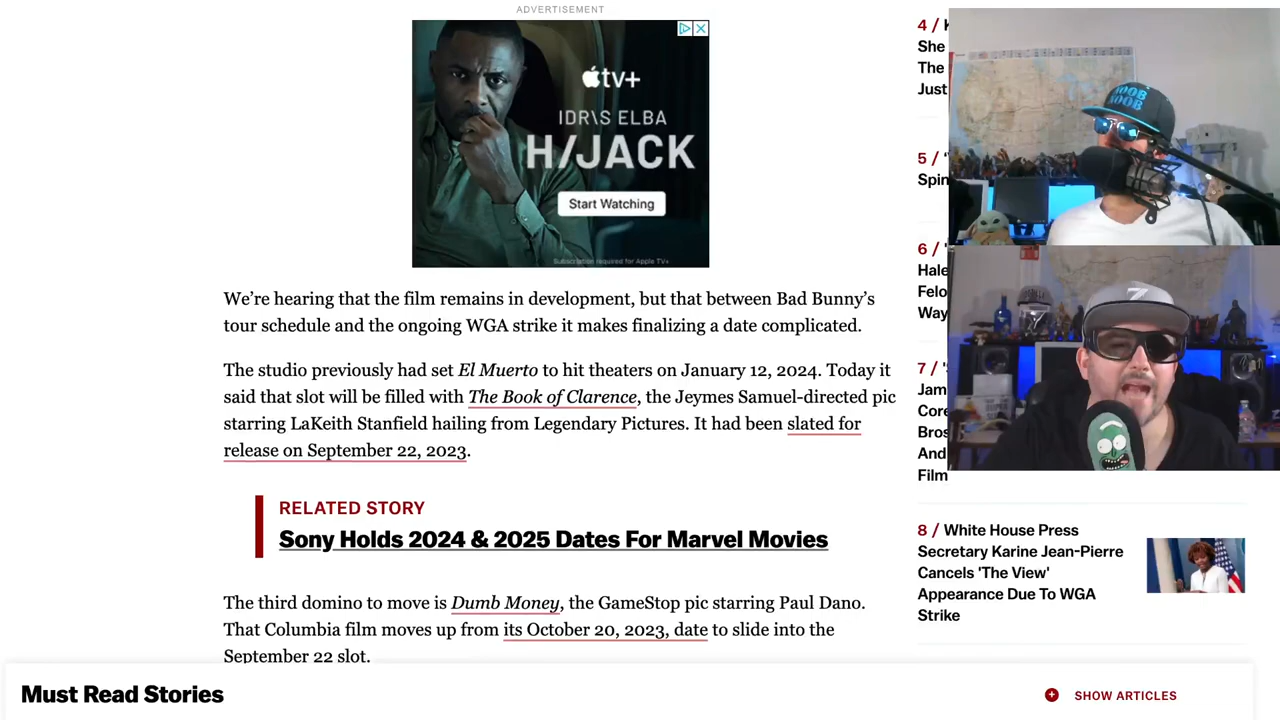 ADVERTISEMENT
tv+
IDR\S ELBA
H/JACK
Start Watching
Subscription required for Apple TV+
We’re hearing that the film remains in development, but that between Bad Bunny’s
tour schedule and the ongoing WGA strike it makes finalizing a date complicated.
The studio previously had set El Muerto to hit theaters on January 12, 2024. Today it
said that slot will be filled with The Book of Clarence, the Jeymes Samuel-directed pic
starring LaKeith Stanfield hailing from Legendary Pictures. It had been slated for
release on September 22, 2023.
RELATED STORY
Sony Holds 2024 & 2025 Dates For Marvel Movies
The third domino to move is Dumb Money, the GameStop pic starring Paul Dano.
That Columbia film moves up from its October 20, 2023, date to slide into the
September 22 slot.
4 /
She
The
Just
5 /
Spin
6 /
Hale
Felo
Way
7 /
Jam
Core
Bros
And
Film
8 / White House Press
Secretary Karine Jean-Pierre
Cancels 'The View'
Appearance Due To WGA
Strike
NOOB
NOOB
Must Read Stories
SHOW ARTICLES